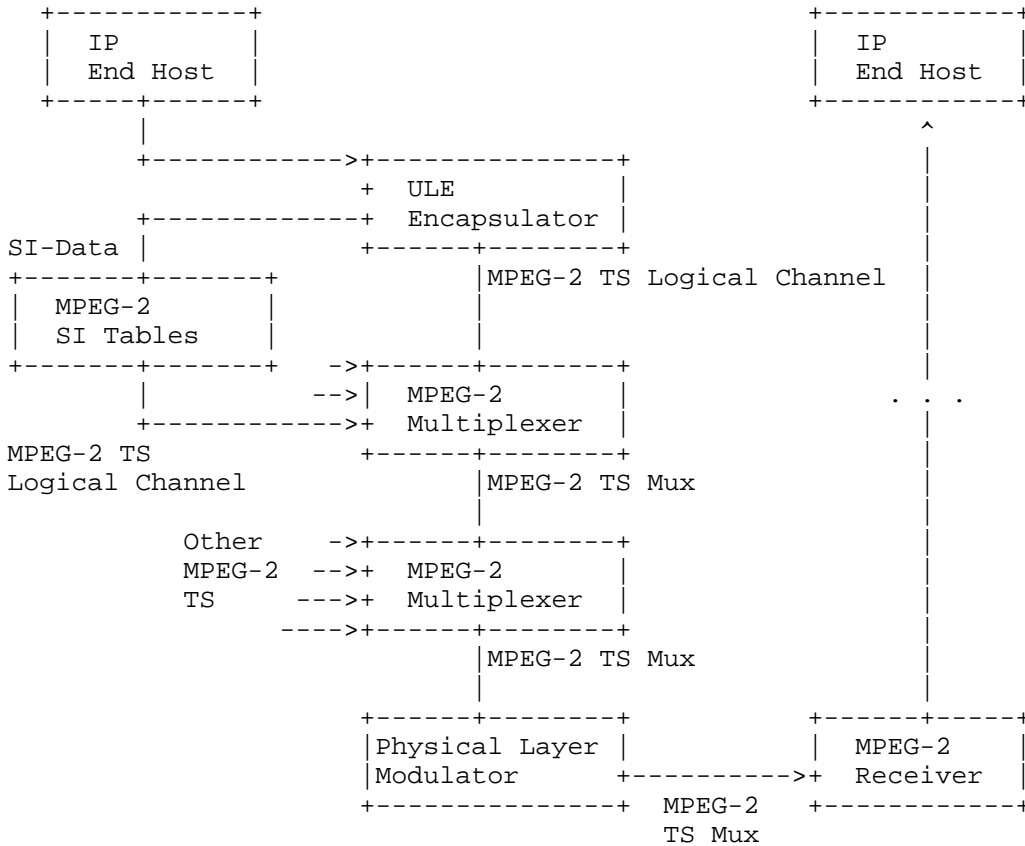 IP IP
End Host End Host
ULE
Encapsulator
SI-Data
MPEG-2 TS Logical Channel
MPEG-2
SI Tables
MPEG-2
. . .
Multiplexer
MPEG-2 TS
Logical Channel MPEG-2 TS Mux
Other
MPEG-2 MPEG-2
TS Multiplexer
MPEG-2 TS Mux
Physical Layer MPEG-2
Modulator Receiver
MPEG-2
TS Mux